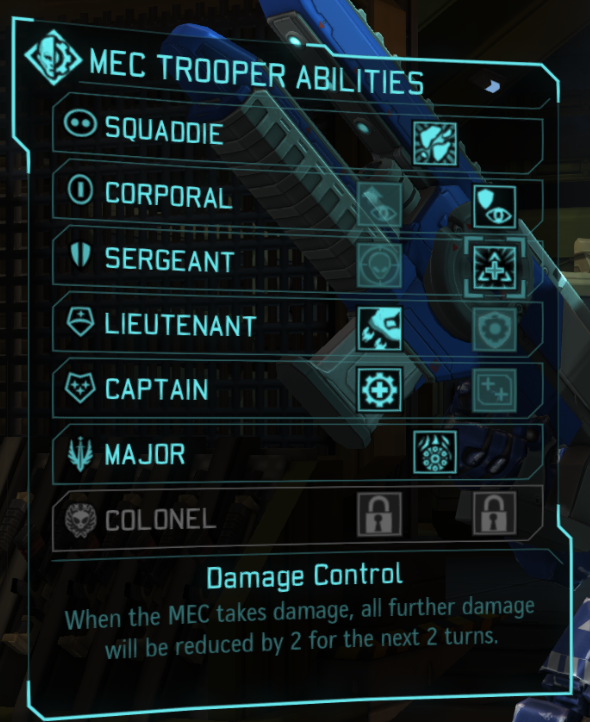 MEC TROOPER ABILITIES
SQUADDIE
CORPORAL
SERGEANT
LIEUTENANT
CAPTAIN
MAJOR
COLONEL
Damage Control
When the MEC takes damage, all further damage
will be reduced by 2 for the next 2 turns.